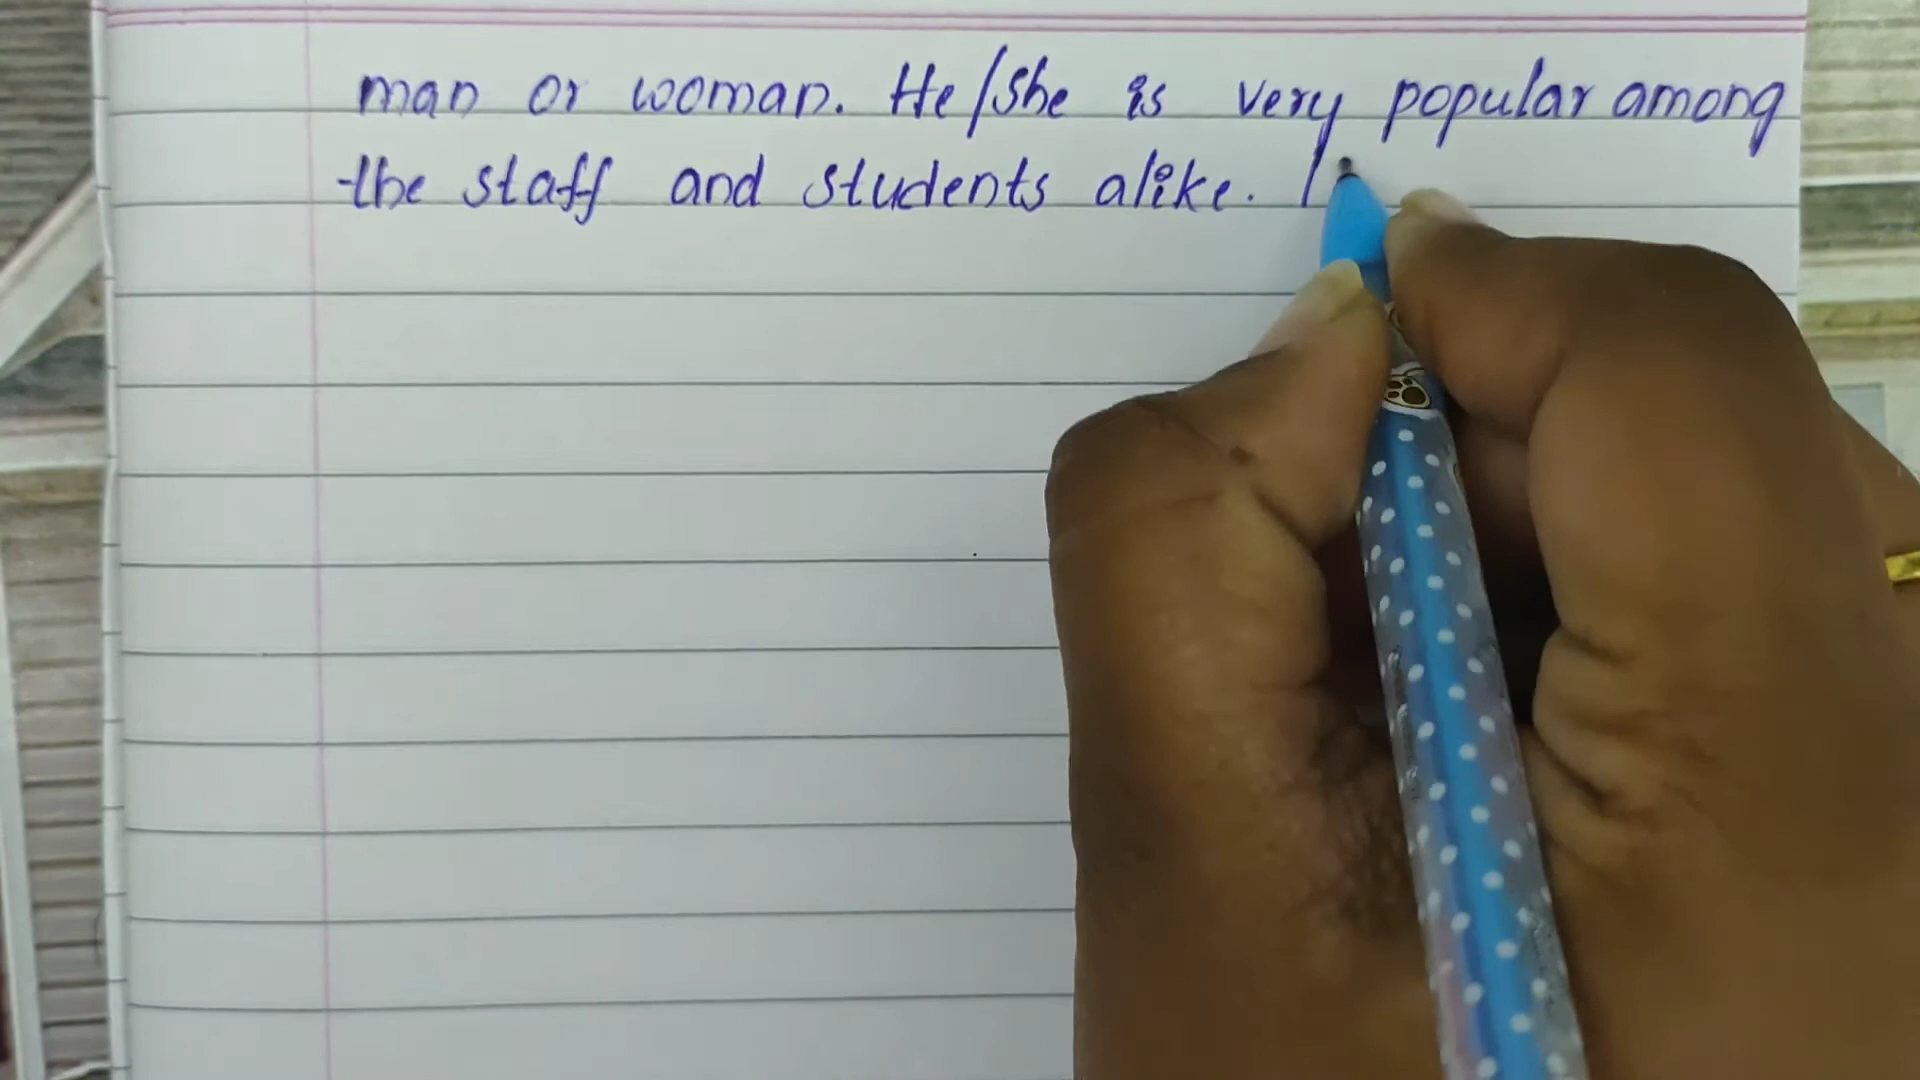 man or woman. He/She is very popular among
the staff and students alike.